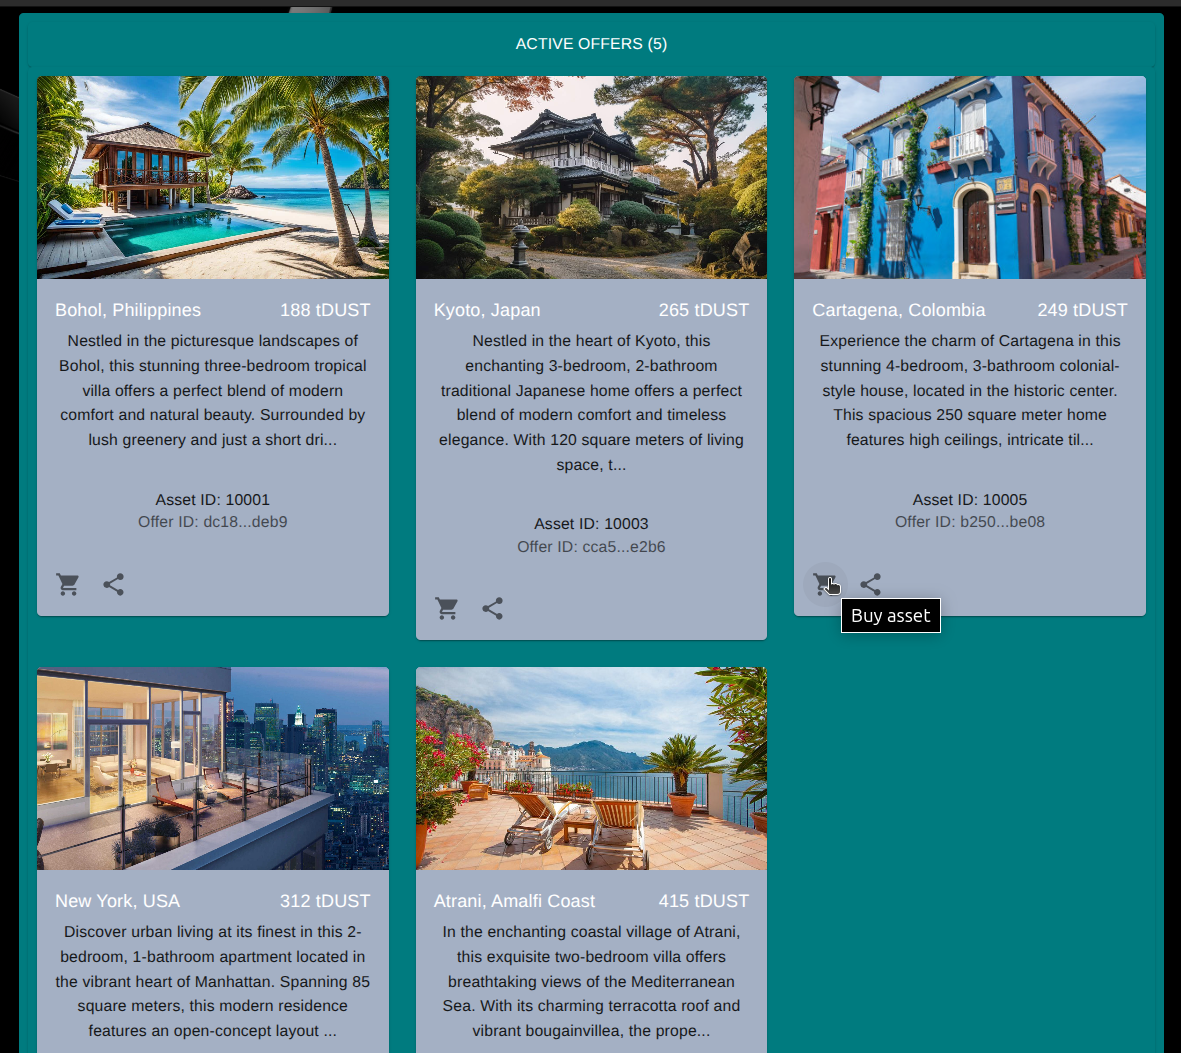 ACTIVE OFFERS (5)
Bohol, Philippines 188 tDUST
Nestled in the picturesque landscapes of
Bohol, this stunning three-bedroom tropical
villa offers a perfect blend of modern
comfort and natural beauty. Surrounded by
lush greenery and just a short dri...
Asset ID: 10001
Offer ID: dc18...deb9
Kyoto, Japan 265 tDUST
Nestled in the heart of Kyoto, this
enchanting 3-bedroom, 2-bathroom
traditional Japanese home offers a perfect
blend of modern comfort and timeless
elegance. With 120 square meters of living
space, t...
Asset ID: 10003
Offer ID: cca5...e2b6
Cartagena, Colombia 249 tDUST
Experience the charm of Cartagena in this
stunning 4-bedroom, 3-bathroom colonial-
style house, located in the historic center.
This spacious 250 square meter home
features high ceilings, intricate til...
Asset ID: 10005
Offer ID: b250...be08
Buy asset
New York, USA 312 tDUST
Discover urban living at its finest in this 2-
bedroom, 1-bathroom apartment located in
the vibrant heart of Manhattan. Spanning 85
square meters, this modern residence
features an open-concept layout ...
Atrani, Amalfi Coast 415 tDUST
In the enchanting coastal village of Atrani,
this exquisite two-bedroom villa offers
breathtaking views of the Mediterranean
Sea. With its charming terracotta roof and
vibrant bougainvillea, the prope...